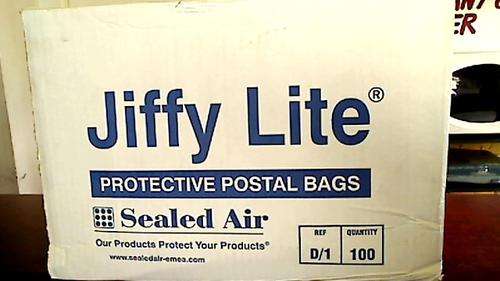 Jiffy Lite®
PROTECTIVE POSTAL BAGS
Sealed Air
Our Products Protect Your Products®
www.sealedair-emea.com
REF QUANTITY
D/1 100
ER